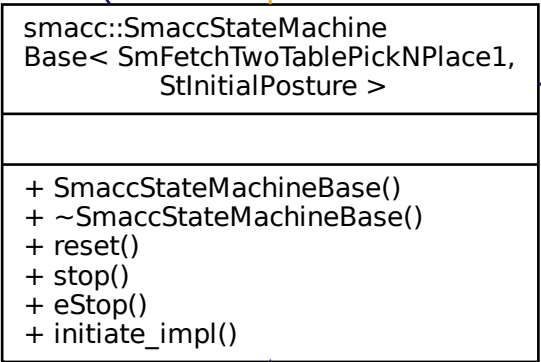 smacc::SmaccStateMachine
Base< SmFetchTwoTablePickNPlace1,
StInitialPosture >
+ SmaccStateMachineBase()
+ ~SmaccStateMachineBase()
+ reset()
+ stop()
+ eStop()
+ initiate_impl()